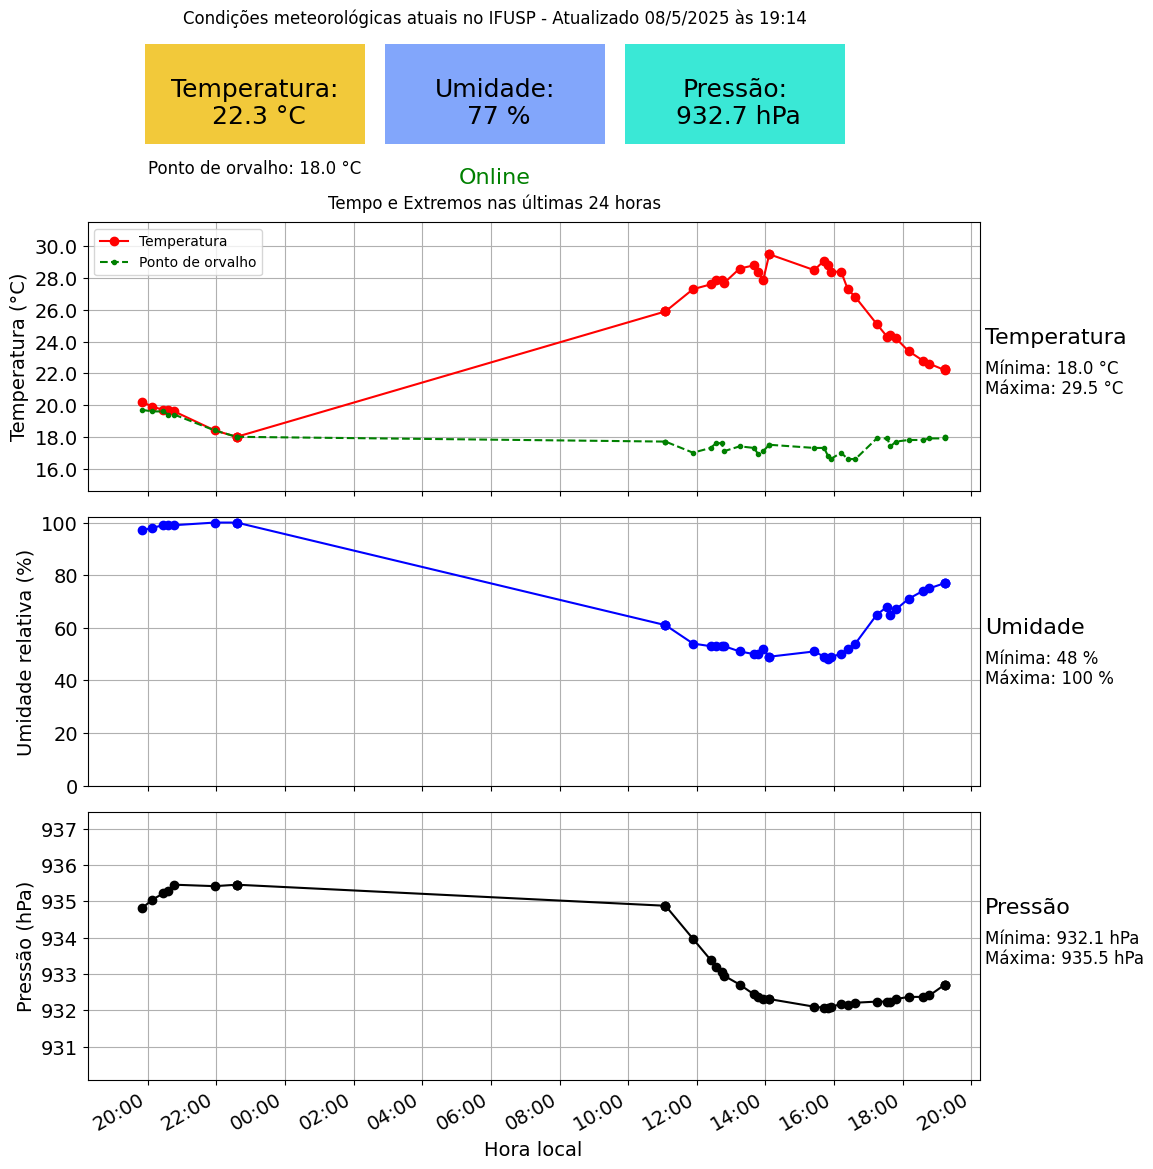 Condições meteorológicas atuais no IFUSP - Atualizado 08/5/2025 às 19:14
Temperatura:
22.3 °C
Umidade:
77 %
Pressão:
932.7 hPa
Ponto de orvalho: 18.0 °C
Online
Tempo e Extremos nas últimas 24 horas
Temperatura (°C)
30.0
28.0
26.0
24.0
22.0
20.0
18.0
16.0
Temperatura
Ponto de orvalho
Temperatura
Mínima: 18.0 °C
Máxima: 29.5 °C
Umidade relativa (%)
100
80
60
40
20
0
Umidade
Mínima: 48 %
Máxima: 100 %
Pressão (hPa)
937
936
935
934
933
932
931
Pressão
Mínima: 932.1 hPa
Máxima: 935.5 hPa
20:00 22:00 00:00 02:00 04:00 06:00 08:00 10:00 12:00 14:00 16:00 18:00 20:00
Hora local